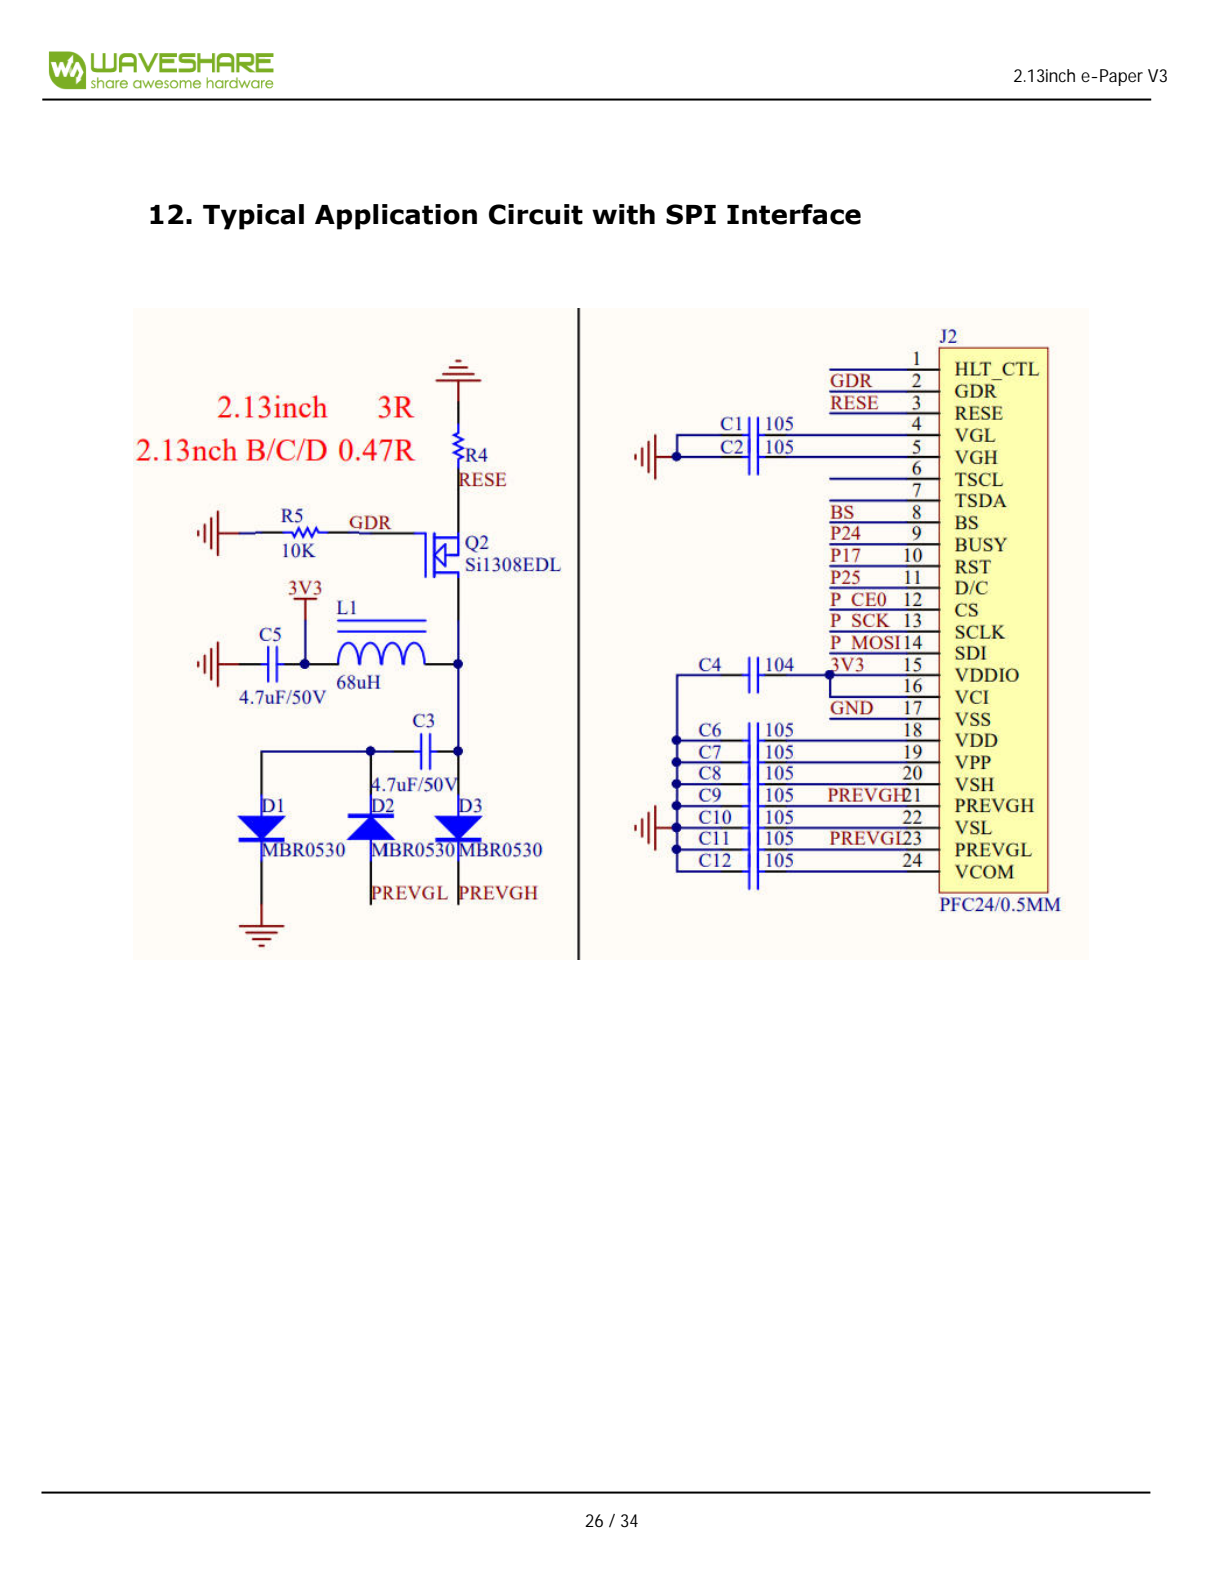 WAVESHARE
share awesome hardware
2.13inch e-Paper V3
12. Typical Application Circuit with SPI Interface
2.13inch 3R
2.13nch B/C/D 0.47R
R4
RESE
R5
GDR
10K
Q2
Si1308EDL
3V3
L1
C5
68uH
4.7uF/50V
C3
4.7uF/50V
D1
D2
D3
MBR0530
MBR0530
MBR0530
PREVGL
PREVGH
J2
1 HLT_CTL
GDR 2 GDR
RESE 3 RESE
C1 105 4 VGL
C2 105 5 VGH
6 TSCL
7 TSDA
BS 8 BS
P24 9 BUSY
P17 10 RST
P25 11 D/C
P_CE0 12 CS
P_SCK 13 SCLK
P_MOSI 14 SDI
C4 104 3V3 15 VDDIO
16 VCI
GND 17 VSS
C6 105 18 VDD
C7 105 19 VPP
C8 105 20 VSH
C9 105 PREVGH 21 PREVGH
C10 105 22 VSL
C11 105 PREVGL 23 PREVGL
C12 105 24 VCOM
PFC24/0.5MM
26 / 34